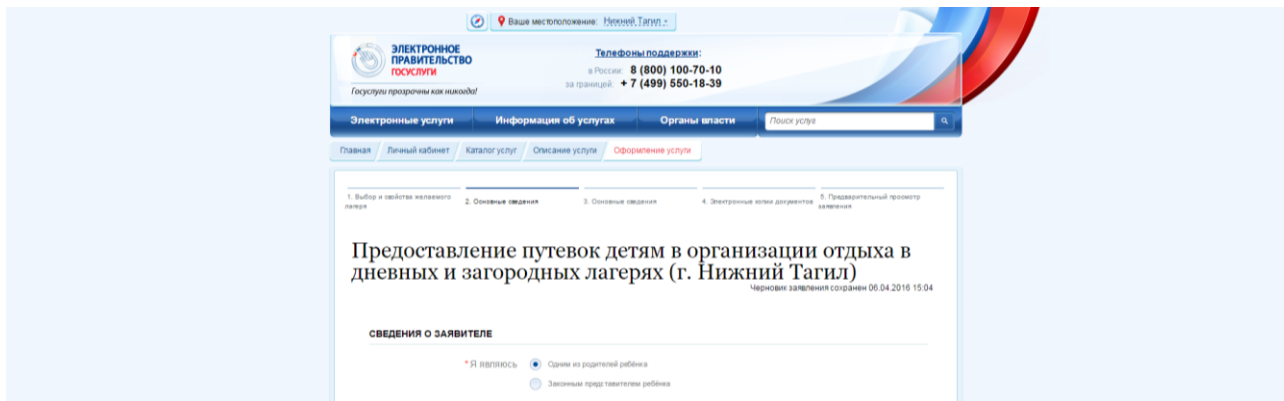 Ваше местоположение: Нижний Тагил
ЭЛЕКТРОННОЕ
ПРАВИТЕЛЬСТВО
ГОСУСЛУГИ
Госуслуги прозрачны как никогда!
Телефоны поддержки:
в России: 8 (800) 100-70-10
за границей: + 7 (499) 550-18-39
Электронные услуги Информация об услугах Органы власти Поиск услуг
Главная Личный кабинет Каталог услуг Описание услуги Оформление услуги
1. Выбор и свойства желаемого лагеря
2. Основные сведения
3. Основные сведения
4. Электронные копии документов
5. Предварительный просмотр заявления
Предоставление путевок детям в организации отдыха в
дневных и загородных лагерях (г. Нижний Тагил)
Черновик заявления сохранен 06.04.2016 15:04
СВЕДЕНИЯ О ЗАЯВИТЕЛЕ
*Я являюсь Одним из родителей ребёнка
Законным представителем ребёнка